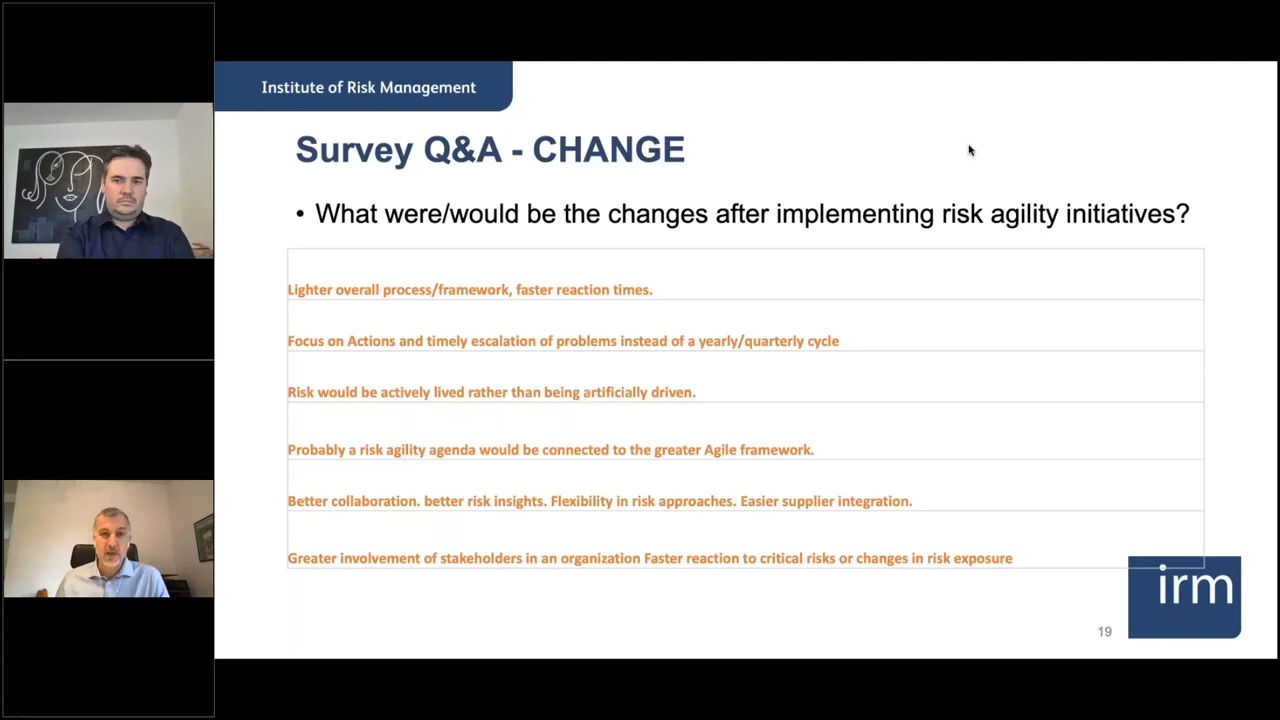 Institute of Risk Management
Survey Q&A - CHANGE
• What were/would be the changes after implementing risk agility initiatives?
Lighter overall process/framework, faster reaction times.
Focus on Actions and timely escalation of problems instead of a yearly/quarterly cycle
Risk would be actively lived rather than being artificially driven.
Probably a risk agility agenda would be connected to the greater Agile framework.
Better collaboration. better risk insights. Flexibility in risk approaches. Easier supplier integration.
Greater involvement of stakeholders in an organization Faster reaction to critical risks or changes in risk exposure
irm
19